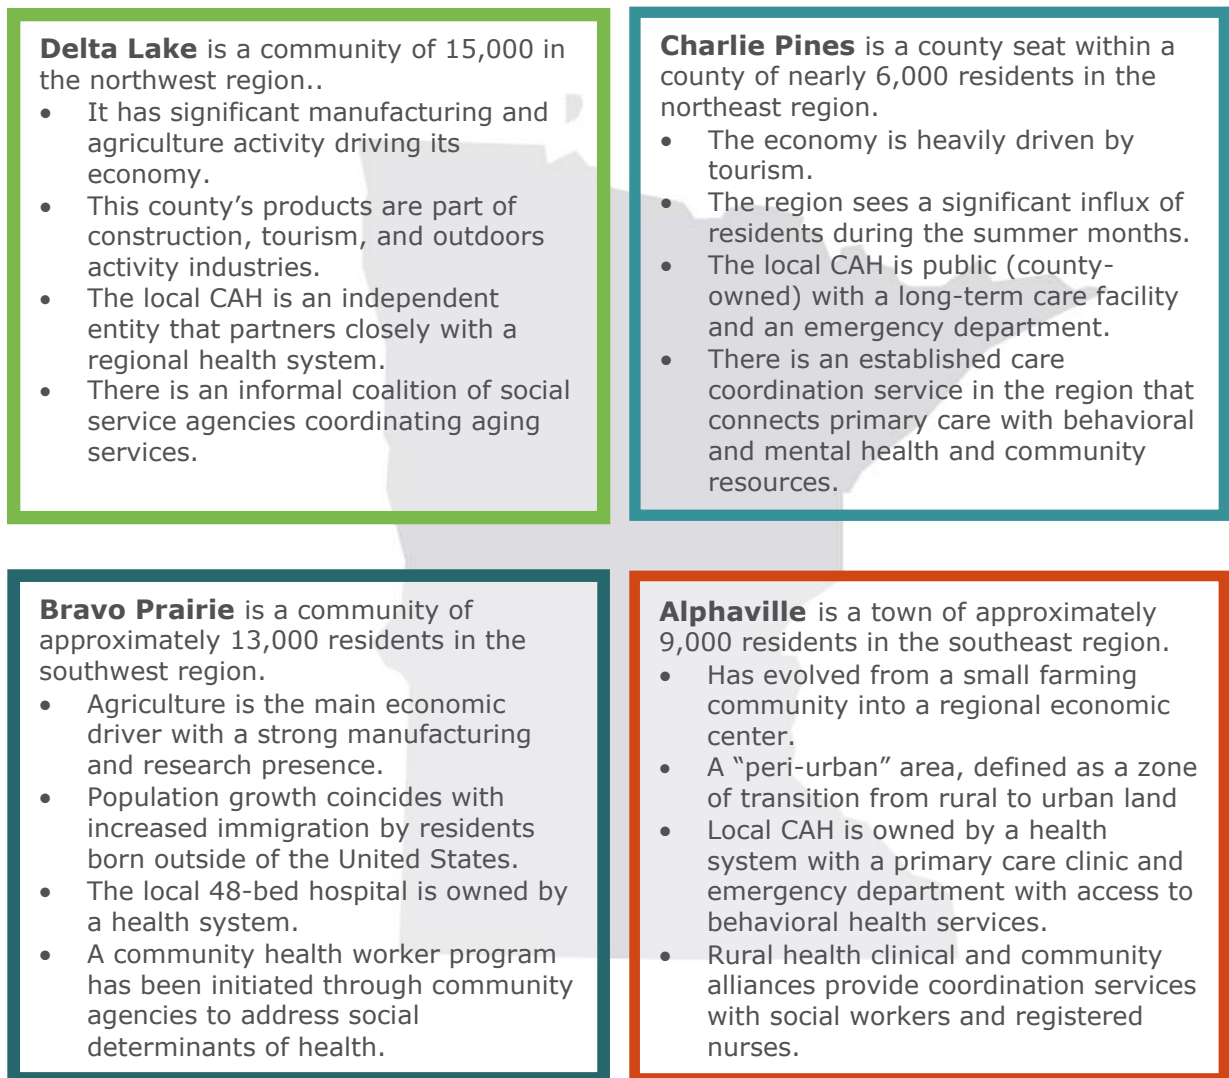 Delta Lake is a community of 15,000 in
the northwest region..
• It has significant manufacturing and
agriculture activity driving its
economy.
• This county’s products are part of
construction, tourism, and outdoors
activity industries.
• The local CAH is an independent
entity that partners closely with a
regional health system.
• There is an informal coalition of social
service agencies coordinating aging
services.
Charlie Pines is a county seat within a
county of nearly 6,000 residents in the
northeast region.
• The economy is heavily driven by
tourism.
• The region sees a significant influx of
residents during the summer months.
• The local CAH is public (county-
owned) with a long-term care facility
and an emergency department.
• There is an established care
coordination service in the region that
connects primary care with behavioral
and mental health and community
resources.
Bravo Prairie is a community of
approximately 13,000 residents in the
southwest region.
• Agriculture is the main economic
driver with a strong manufacturing
and research presence.
• Population growth coincides with
increased immigration by residents
born outside of the United States.
• The local 48-bed hospital is owned by
a health system.
• A community health worker program
has been initiated through community
agencies to address social
determinants of health.
Alphaville is a town of approximately
9,000 residents in the southeast region.
• Has evolved from a small farming
community into a regional economic
center.
• A “peri-urban” area, defined as a zone
of transition from rural to urban land
• Local CAH is owned by a health
system with a primary care clinic and
emergency department with access to
behavioral health services.
• Rural health clinical and community
alliances provide coordination services
with social workers and registered
nurses.